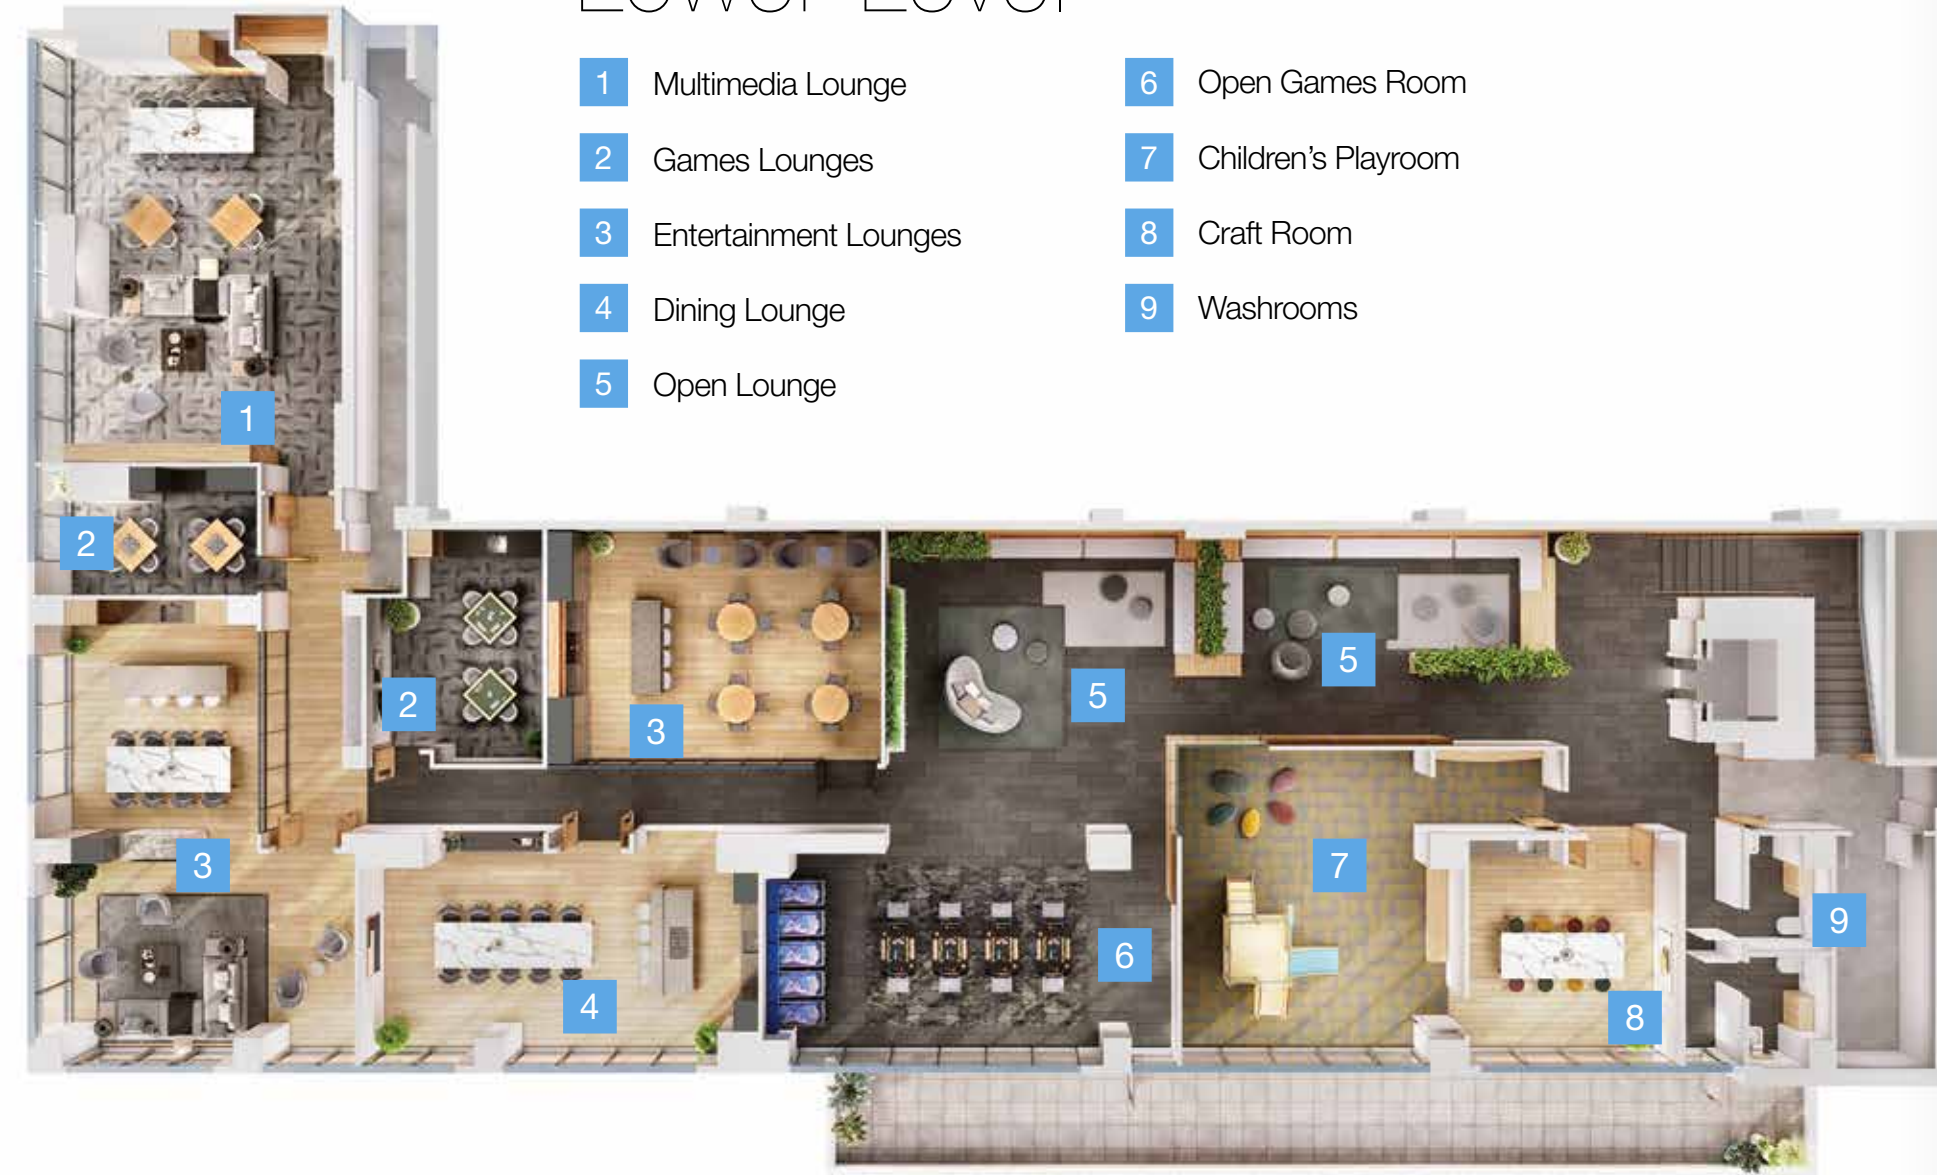 Lower Level
1 Multimedia Lounge
2 Games Lounges
3 Entertainment Lounges
4 Dining Lounge
5 Open Lounge
6 Open Games Room
7 Children's Playroom
8 Craft Room
9 Washrooms
1
2
2
3
5
5
3
4
6
7
8
9